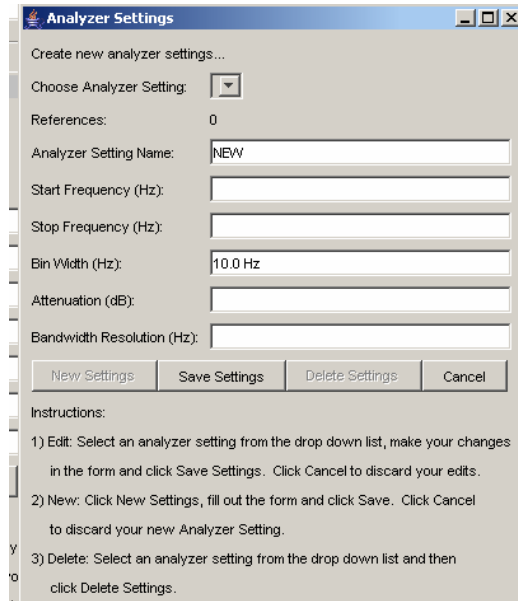 Analyzer Settings
Create new analyzer settings...
Choose Analyzer Setting:
References: 0
Analyzer Setting Name: NEW
Start Frequency (Hz):
Stop Frequency (Hz):
Bin Width (Hz): 10.0 Hz
Attenuation (dB):
Bandwidth Resolution (Hz):
New Settings Save Settings Delete Settings Cancel
Instructions:
1) Edit: Select an analyzer setting from the drop down list, make your changes
in the form and click Save Settings. Click Cancel to discard your edits.
2) New: Click New Settings, fill out the form and click Save. Click Cancel
to discard your new Analyzer Setting.
3) Delete: Select an analyzer setting from the drop down list and then
click Delete Settings.